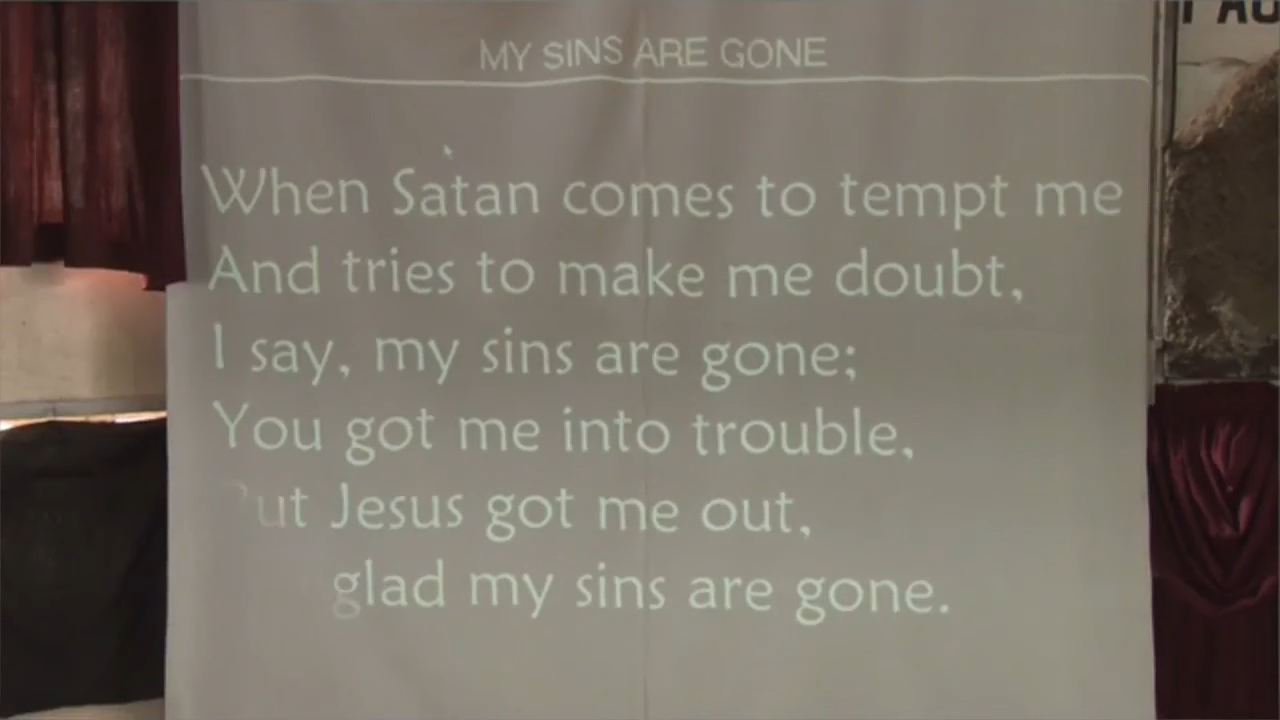 MY SINS ARE GONE
When Satan comes to tempt me
And tries to make me doubt,
I say, my sins are gone;
You got me into trouble,
But Jesus got me out,
glad my sins are gone.